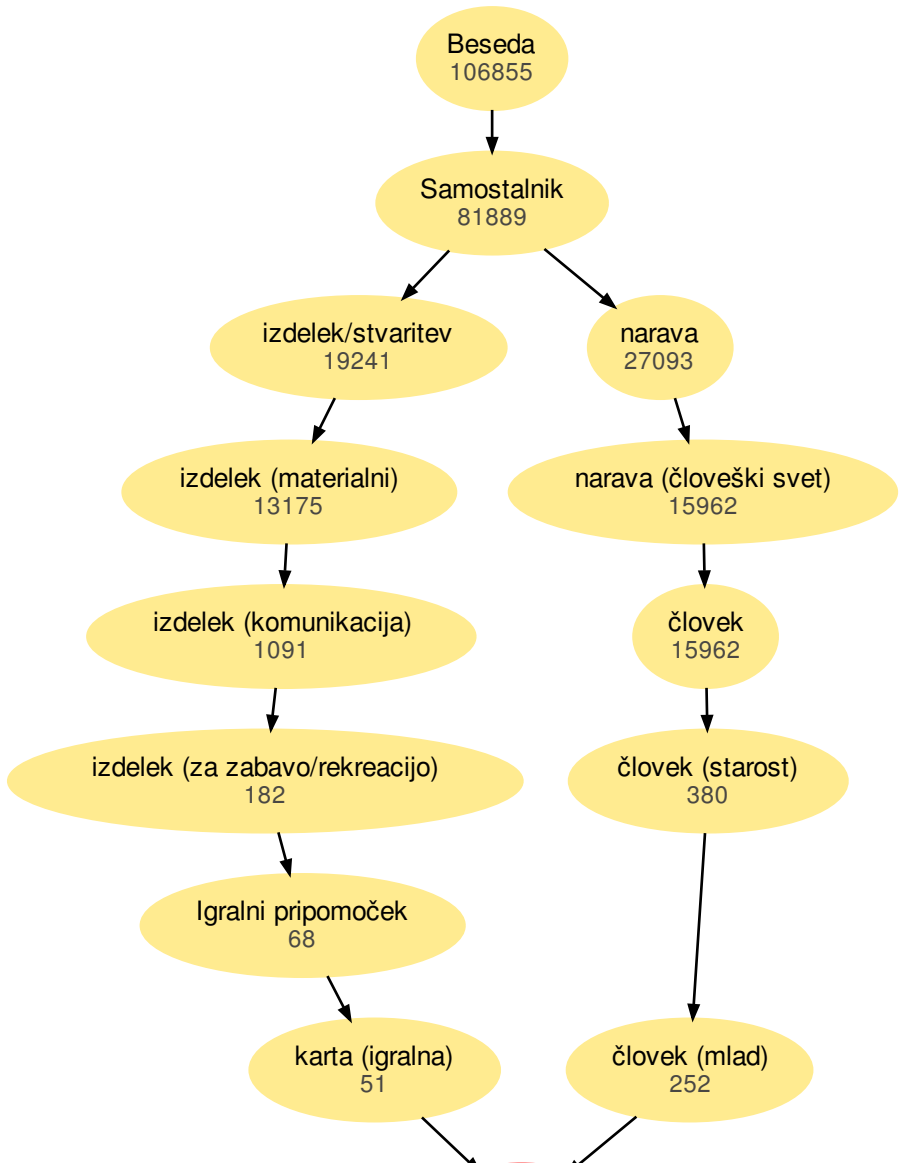 Beseda
106855
Samostalnik
81889
izdelek/stvaritev
19241
narava
27093
izdelek (materialni)
13175
narava (človeški svet)
15962
izdelek (komunikacija)
1091
človek
15962
izdelek (za zabavo/rekreacijo)
182
človek (starost)
380
Igralni pripomoček
68
karta (igralna)
51
človek (mlad)
252